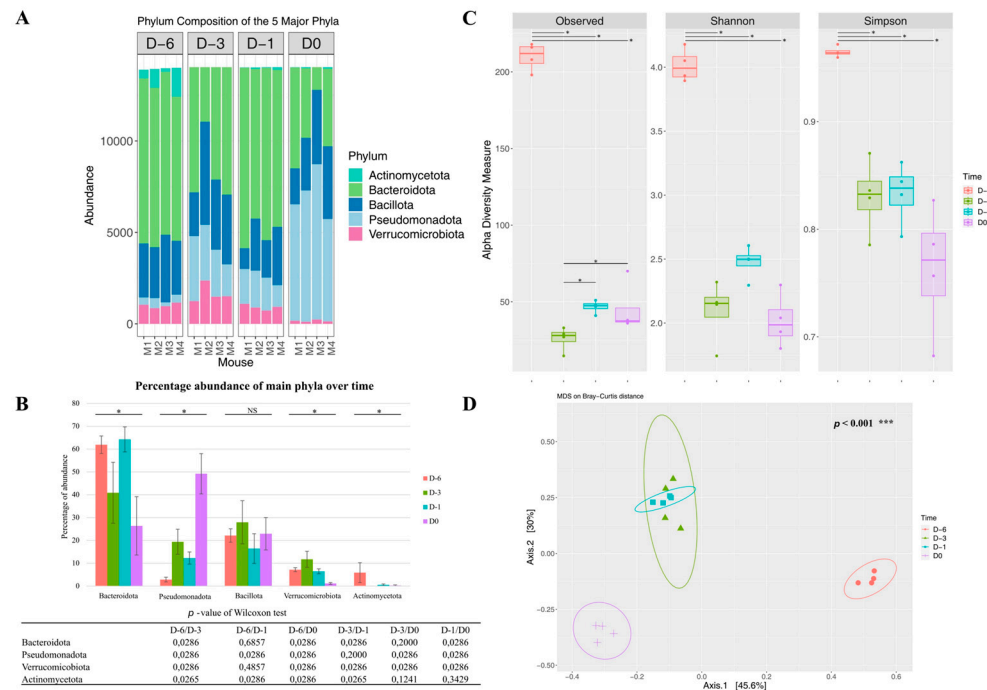 A
Phylum Composition of the 5 Major Phyla
D-6 D-3 D-1 D0
Abundance
10000
5000
0
M1 M2 M3 M4 M1 M2 M3 M4 M1 M2 M3 M4 M1 M2 M3 M4
Mouse
Phylum
Actinomycetota
Bacteroidota
Bacillota
Pseudomonadota
Verrucomicrobiota
B
Percentage abundance of main phyla over time
Percentage of abundance
80
70
60
50
40
30
20
10
0
* * NS * *
D-6
D-3
D-1
D0
Bacteroidota Pseudomonadota Bacillota Verrucomicrobiota Actinomycetota
p -value of Wilcoxon test
D-6/D-3 D-6/D-1 D-6/D0 D-3/D-1 D-3/D0 D-1/D0
Bacteroidota 0,0286 0,6857 0,0286 0,0286 0,2000 0,0286
Pseudomonadota 0,0286 0,0286 0,0286 0,2000 0,0286 0,0286
Verrucomicobiota 0,0286 0,4857 0,0286 0,0286 0,0286 0,0286
Actinomycetota 0,0265 0,0286 0,0286 0,0265 0,1241 0,3429
C
Observed Shannon Simpson
Alpha Diversity Measure
200
150
100
50
* * * * *
4.0
3.5
3.0
2.5
2.0
* * *
0.9
0.8
0.7
* * *
Time
D-
D-
D-
D0
D
MDS on Bray-Curtis distance
p < 0.001 ***
Axis.2 [30%]
0.50
0.25
0.00
-0.25
-0.50
-0.4 -0.2 0.0 0.2 0.4 0.6
Axis.1 [45.6%]
Time
D-6
D-3
D-1
D0